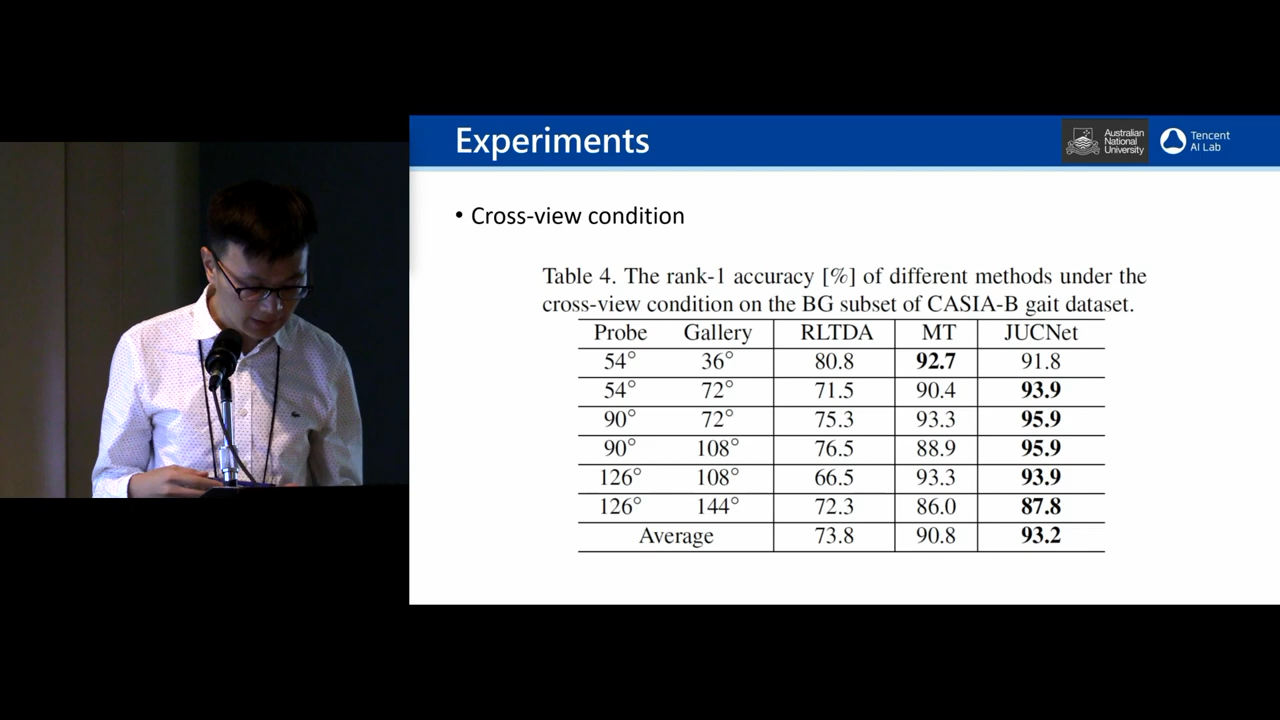 Experiments
Australian
National
University
Tencent
AI Lab
• Cross-view condition
Table 4. The rank-1 accuracy [%] of different methods under the
cross-view condition on the BG subset of CASIA-B gait dataset.
Probe Gallery RLTDA MT JUCNet
54° 36° 80.8 92.7 91.8
54° 72° 71.5 90.4 93.9
90° 72° 75.3 93.3 95.9
90° 108° 76.5 88.9 95.9
126° 108° 66.5 93.3 93.9
126° 144° 72.3 86.0 87.8
Average 73.8 90.8 93.2